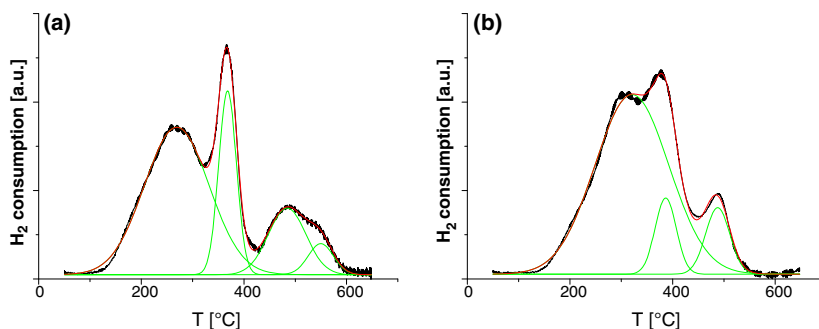 (a)
H2 consumption [a.u.]
0 200 400 600
T [°C]
(b)
H2 consumption [a.u.]
0 200 400 600
T [°C]